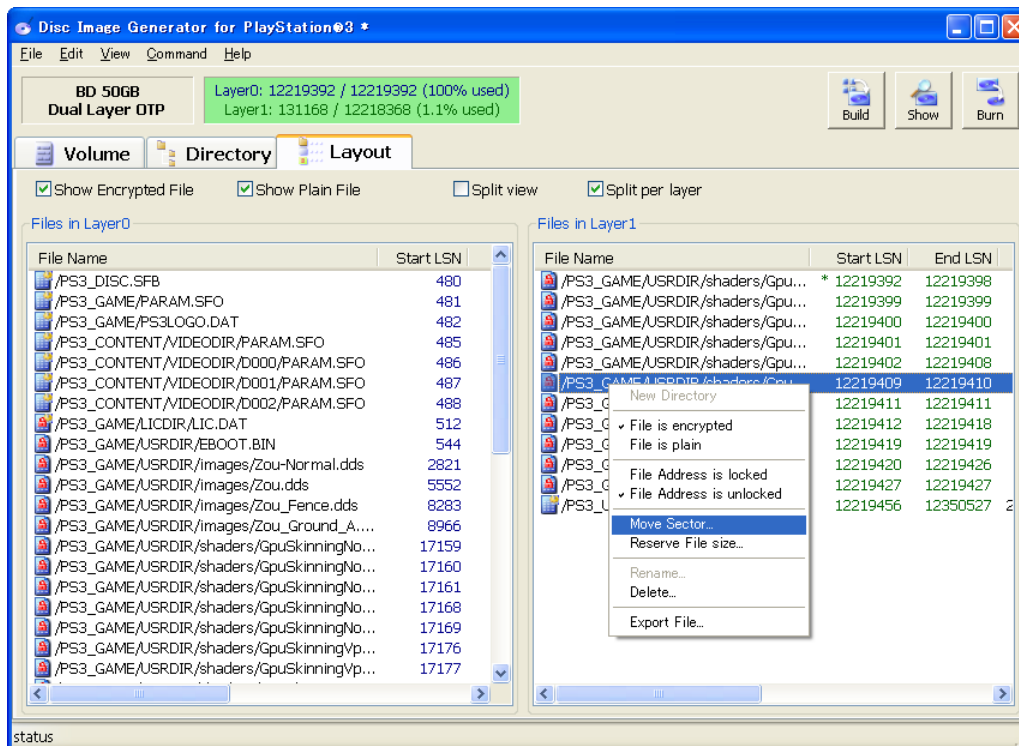 Disc Image Generator for PlayStation®3 *
File Edit View Command Help
BD 50GB
Dual Layer OTP
Layer0: 12219392 / 12219392 (100% used)
Layer1: 131168 / 12218368 (1.1% used)
Build Show Burn
Volume Directory Layout
Show Encrypted File Show Plain File Split view Split per layer
Files in Layer0
File Name Start LSN
/PS3_DISC.SFB 480
/PS3_GAME/PARAM.SFO 481
/PS3_GAME/PS3LOGO.DAT 482
/PS3_CONTENT/VIDEODIR/PARAM.SFO 485
/PS3_CONTENT/VIDEODIR/D000/PARAM.SFO 486
/PS3_CONTENT/VIDEODIR/D001/PARAM.SFO 487
/PS3_CONTENT/VIDEODIR/D002/PARAM.SFO 488
/PS3_GAME/LICDIR/LIC.DAT 512
/PS3_GAME/USRDIR/EBOOT.BIN 544
/PS3_GAME/USRDIR/images/Zou-Normal.dds 2821
/PS3_GAME/USRDIR/images/Zou.dds 5552
/PS3_GAME/USRDIR/images/Zou_Fence.dds 8283
/PS3_GAME/USRDIR/images/Zou_Ground_A.... 8966
/PS3_GAME/USRDIR/shaders/GpuSkinningNo... 17159
/PS3_GAME/USRDIR/shaders/GpuSkinningNo... 17160
/PS3_GAME/USRDIR/shaders/GpuSkinningNo... 17161
/PS3_GAME/USRDIR/shaders/GpuSkinningNo... 17168
/PS3_GAME/USRDIR/shaders/GpuSkinningNo... 17169
/PS3_GAME/USRDIR/shaders/GpuSkinningVp... 17176
/PS3_GAME/USRDIR/shaders/GpuSkinningVp... 17177
Files in Layer1
File Name Start LSN End LSN
/PS3_GAME/USRDIR/shaders/Gpu... * 12219392 12219398
/PS3_GAME/USRDIR/shaders/Gpu... 12219399 12219399
/PS3_GAME/USRDIR/shaders/Gpu... 12219400 12219400
/PS3_GAME/USRDIR/shaders/Gpu... 12219401 12219401
/PS3_GAME/USRDIR/shaders/Gpu... 12219402 12219408
/PS3_GAME/USRDIR/shaders/Gpu... 12219409 12219410
/PS3_G 12219411 12219411
/PS3_G 12219412 12219418
/PS3_G 12219419 12219419
/PS3_G 12219420 12219426
/PS3_G 12219427 12219427
/PS3_U 12219456 12350527 2
New Directory
File is encrypted
File is plain
File Address is locked
File Address is unlocked
Move Sector...
Reserve File size...
Rename...
Delete...
Export File...
status